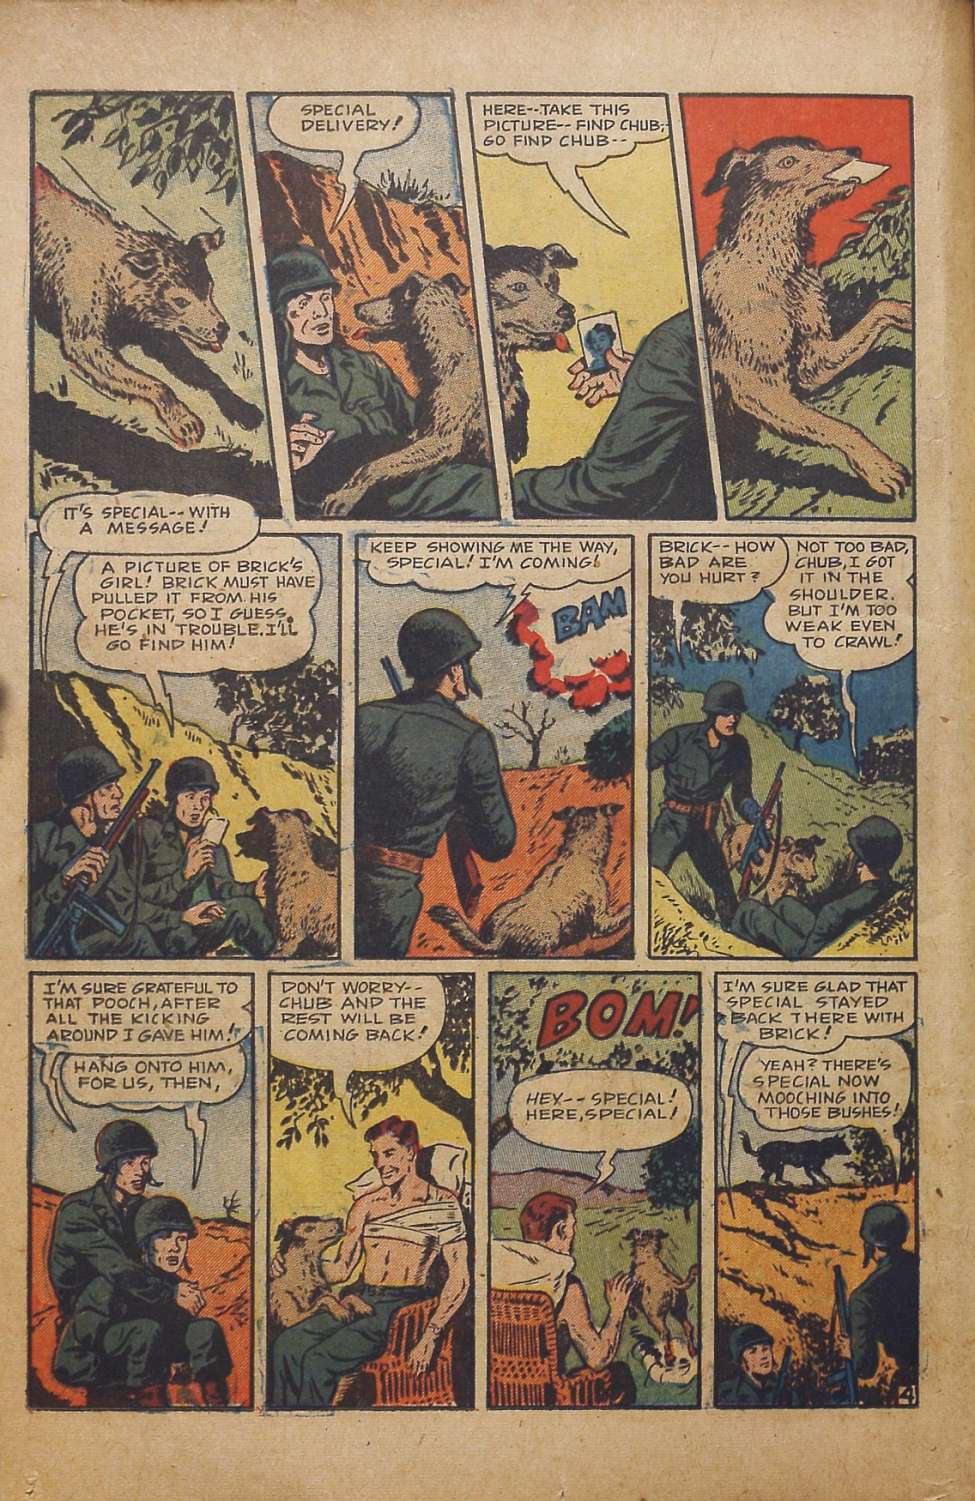 SPECIAL
DELIVERY!
HERE--TAKE THIS
PICTURE--FIND CHUB;
GO FIND CHUB--
IT'S SPECIAL--WITH
A MESSAGE!
A PICTURE OF BRICK'S
GIRL! BRICK MUST HAVE
PULLED IT FROM HIS
POCKET, SO I GUESS
HE'S IN TROUBLE. I'LL
GO FIND HIM!
KEEP SHOWING ME THE WAY,
SPECIAL! I'M COMING!
BAM
BRICK--HOW
BAD ARE
YOU HURT?
NOT TOO BAD,
CHUB, I GOT
IT IN THE
SHOULDER.
BUT I'M TOO
WEAK EVEN
TO CRAWL!
I'M SURE GRATEFUL TO
THAT POOCH, AFTER
ALL THE KICKING
AROUND I GAVE HIM!
HANG ONTO HIM,
FOR US, THEN,
DON'T WORRY--
CHUB AND THE
REST WILL BE
COMING BACK!
BOM!
HEY--SPECIAL!
HERE, SPECIAL!
I'M SURE GLAD THAT
SPECIAL STAYED
BACK THERE WITH
BRICK!
YEAH? THERE'S
SPECIAL NOW
MOOCHING INTO
THOSE BUSHES!
4